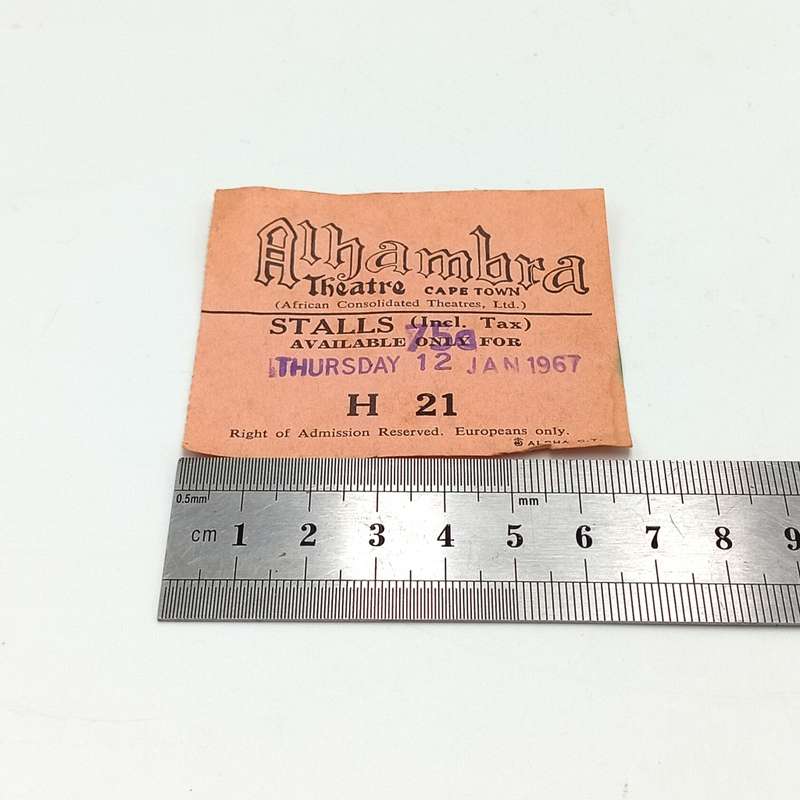 Alhambra
Theatre CAPE TOWN
(African Consolidated Theatres, Ltd.)
STALLS (Incl. Tax)
75c
AVAILABLE ONLY FOR
THURSDAY 12 JAN 1967
H 21
Right of Admission Reserved. Europeans only.
ALPHA C.T.
0.5mm mm
cm 1 2 3 4 5 6 7 8 9